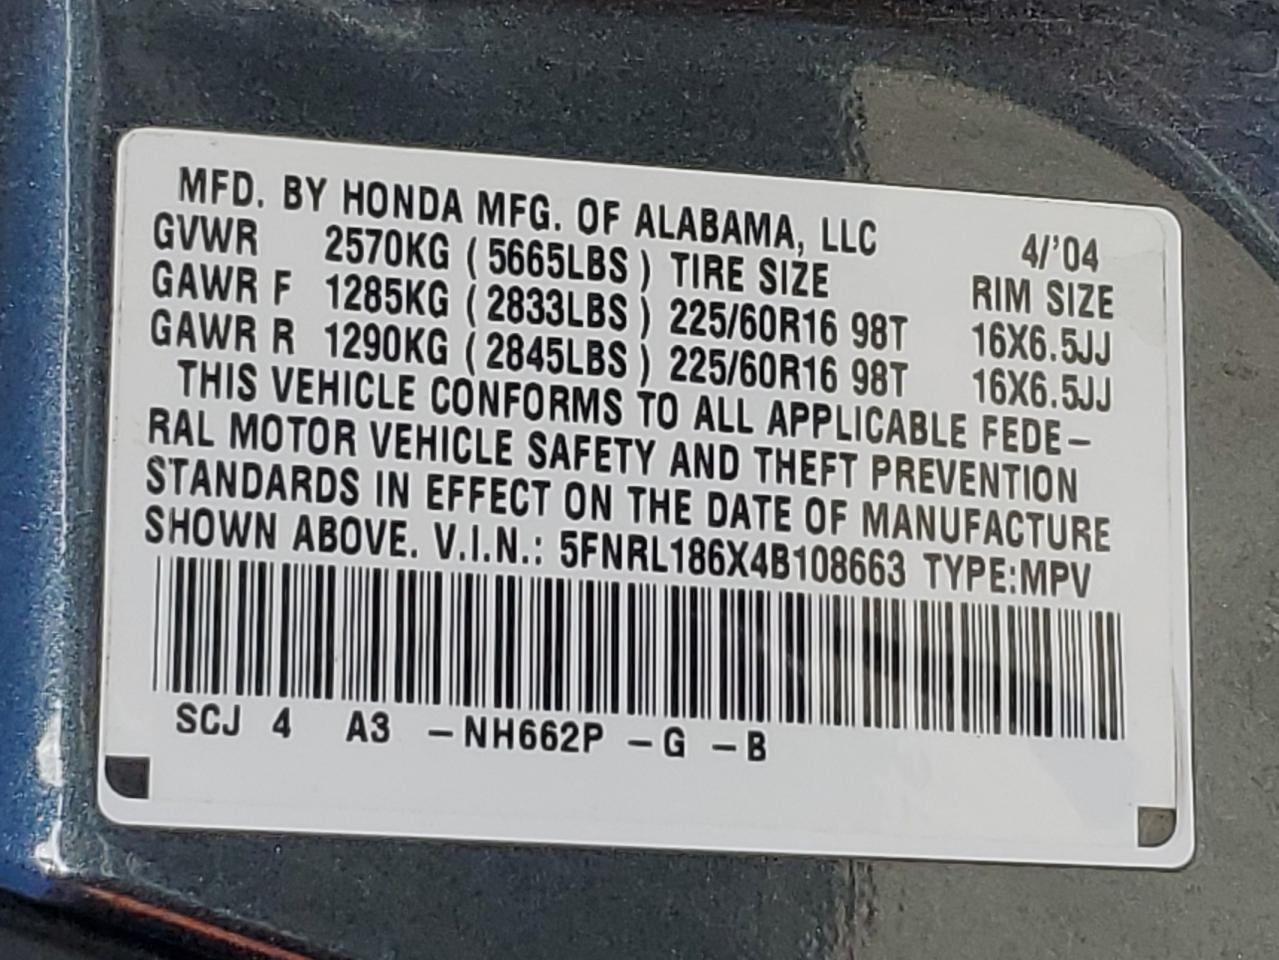 MFD. BY HONDA MFG. OF ALABAMA, LLC 4/'04
GVWR 2570KG ( 5665LBS ) TIRE SIZE RIM SIZE
GAWR F 1285KG ( 2833LBS ) 225/60R16 98T 16X6.5JJ
GAWR R 1290KG ( 2845LBS ) 225/60R16 98T 16X6.5JJ
THIS VEHICLE CONFORMS TO ALL APPLICABLE FEDE-
RAL MOTOR VEHICLE SAFETY AND THEFT PREVENTION
STANDARDS IN EFFECT ON THE DATE OF MANUFACTURE
SHOWN ABOVE. V.I.N.: 5FNRL186X4B108663 TYPE:MPV
SCJ 4 A3 -NH662P -G -B